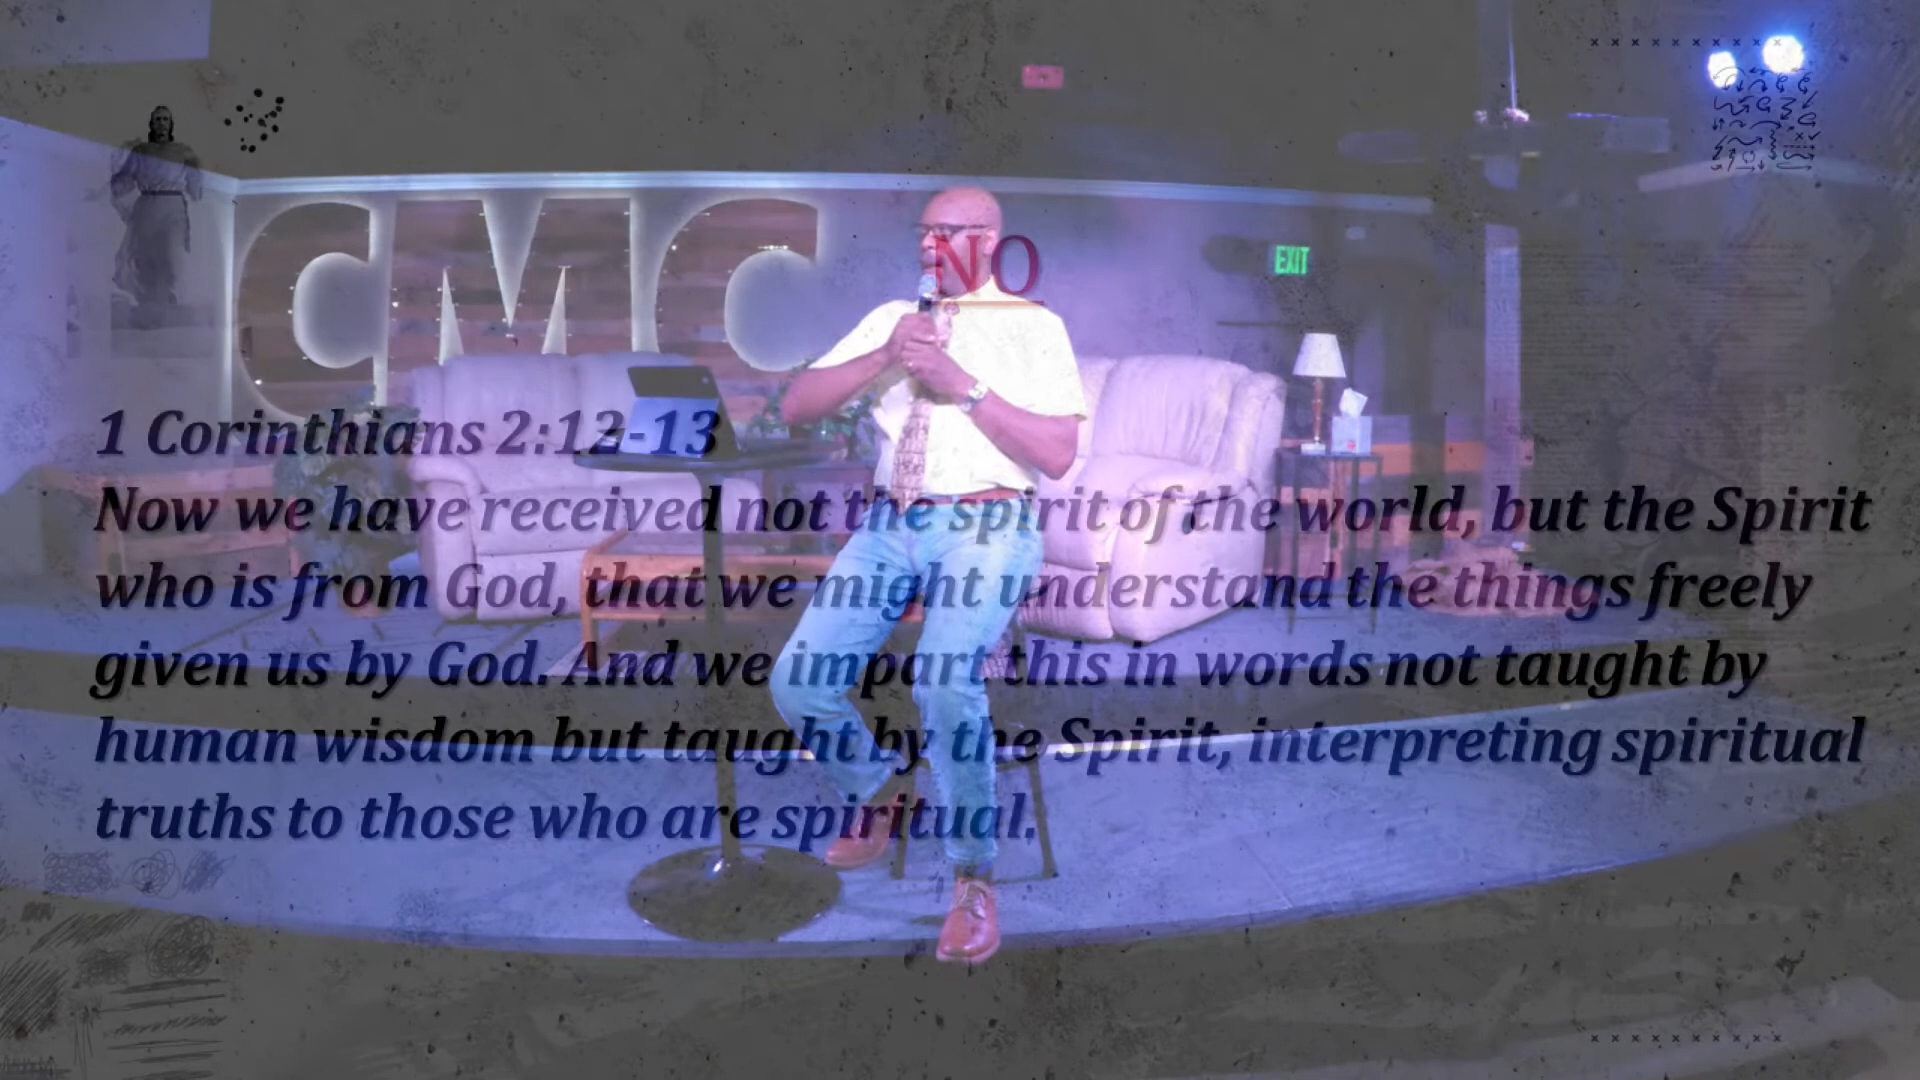 CMC
NO
EXIT
1 Corinthians 2:12-13
Now we have received not the spirit of the world, but the Spirit
who is from God, that we might understand the things freely
given us by God. And we impart this in words not taught by
human wisdom but taught by the Spirit, interpreting spiritual
truths to those who are spiritual.